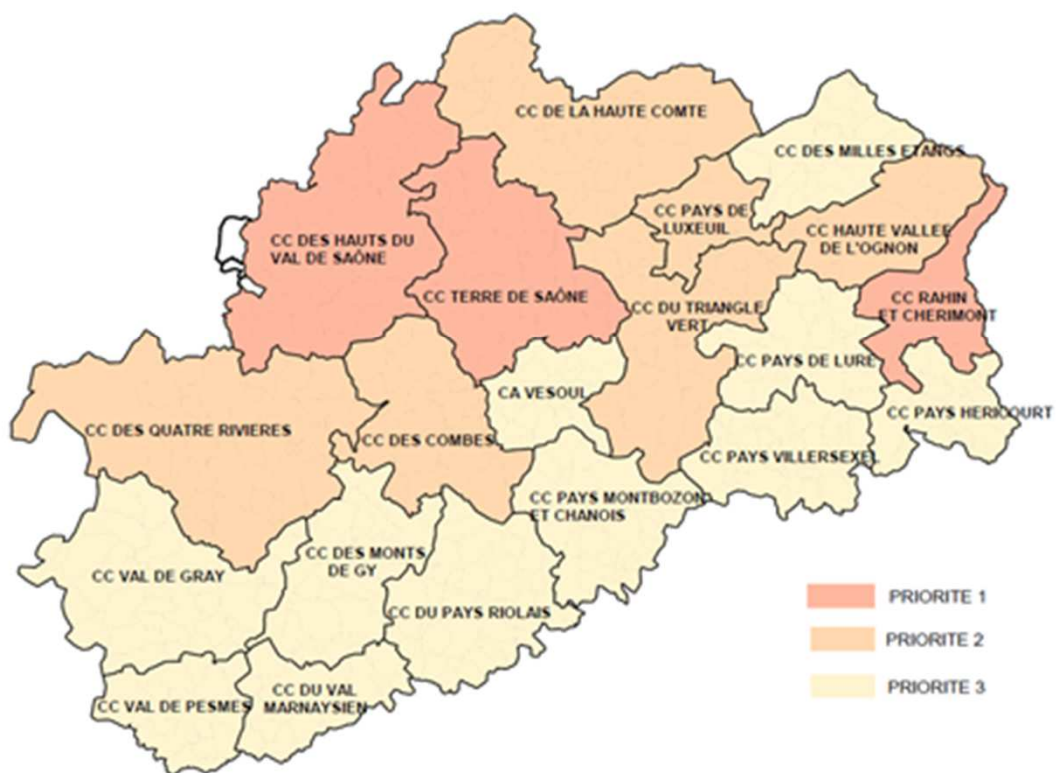 CC DE LA HAUTE COMTE
CC DES MILLES ETANGS
CC PAYS DE
LUXEUIL
CC HAUTE VALLEE
DE L'OGNON
CC DES HAUTS DU
VAL DE SAÔNE
CC TERRE DE SAÔNE
CC DU TRIANGLE
VERT
CC RAHIN
ET CHERIMONT
CC PAYS DE LURE
CA VESOUL
CC PAYS HERICOURT
CC DES QUATRE RIVIERES
CC DES COMBES
CC PAYS VILLERSEXEL
CC PAYS MONTBOZON
ET CHANOIS
CC DES MONTS
DE GY
CC VAL DE GRAY
CC DU PAYS RIOLAIS
CC DU VAL
MARNAYSIEN
CC VAL DE PESMES
PRIORITE 1
PRIORITE 2
PRIORITE 3